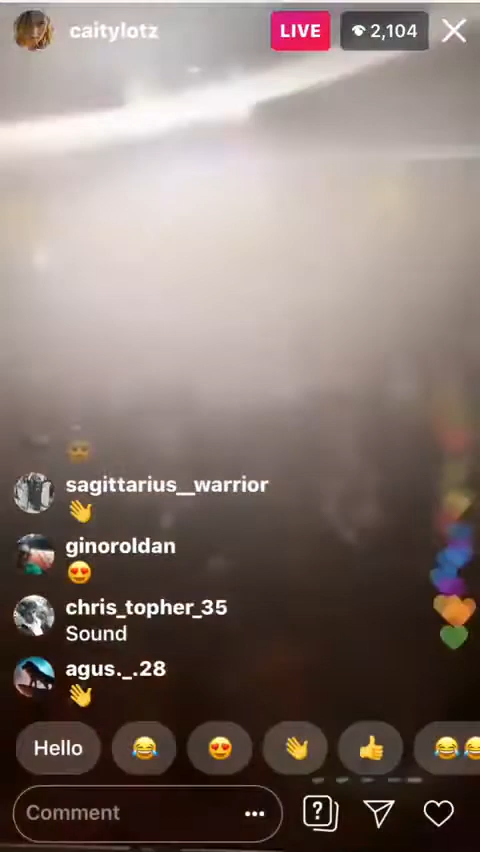 caitylotz
LIVE
2,104
sagittarius__warrior
👋
ginoroldan
😍
chris_topher_35
Sound
agus._.28
👋
Hello 😂 😍 👋 👍 😂😂
Comment